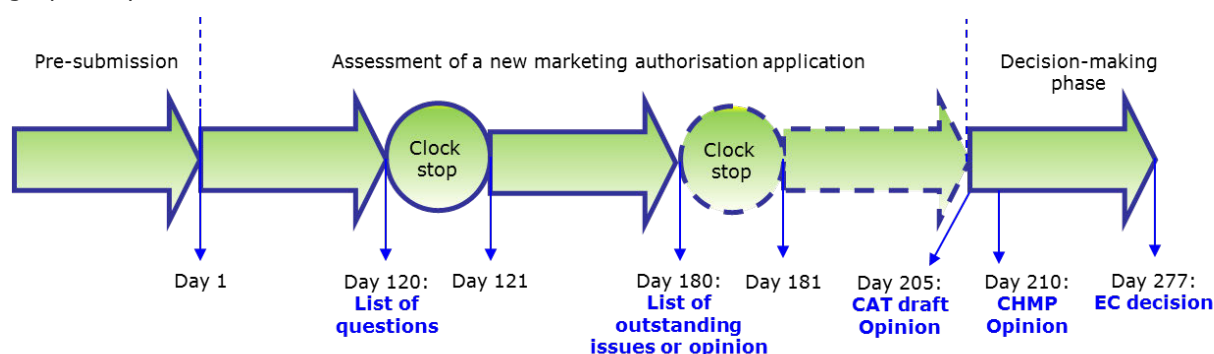 Pre-submission
Assessment of a new marketing authorisation application
Decision-making
phase
Clock
stop
Clock
stop
Day 1
Day 120:
List of
questions
Day 121
Day 180:
List of
outstanding
issues or opinion
Day 181
Day 205:
CAT draft
Opinion
Day 210:
CHMP
Opinion
Day 277:
EC decision